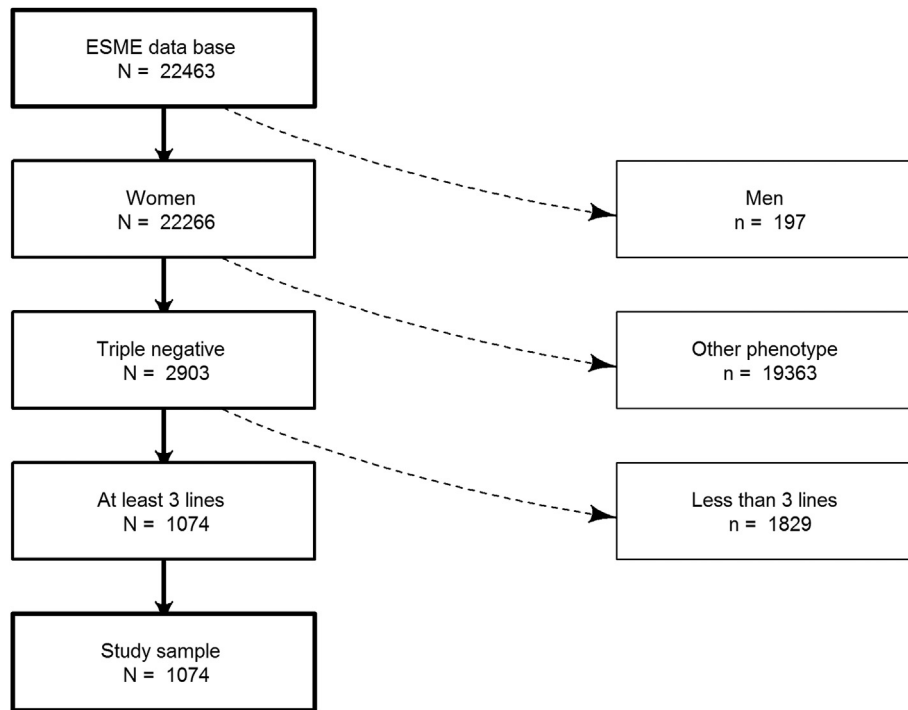 ESME data base
N = 22463
Women
N = 22266
Men
n = 197
Triple negative
N = 2903
Other phenotype
n = 19363
At least 3 lines
N = 1074
Less than 3 lines
n = 1829
Study sample
N = 1074